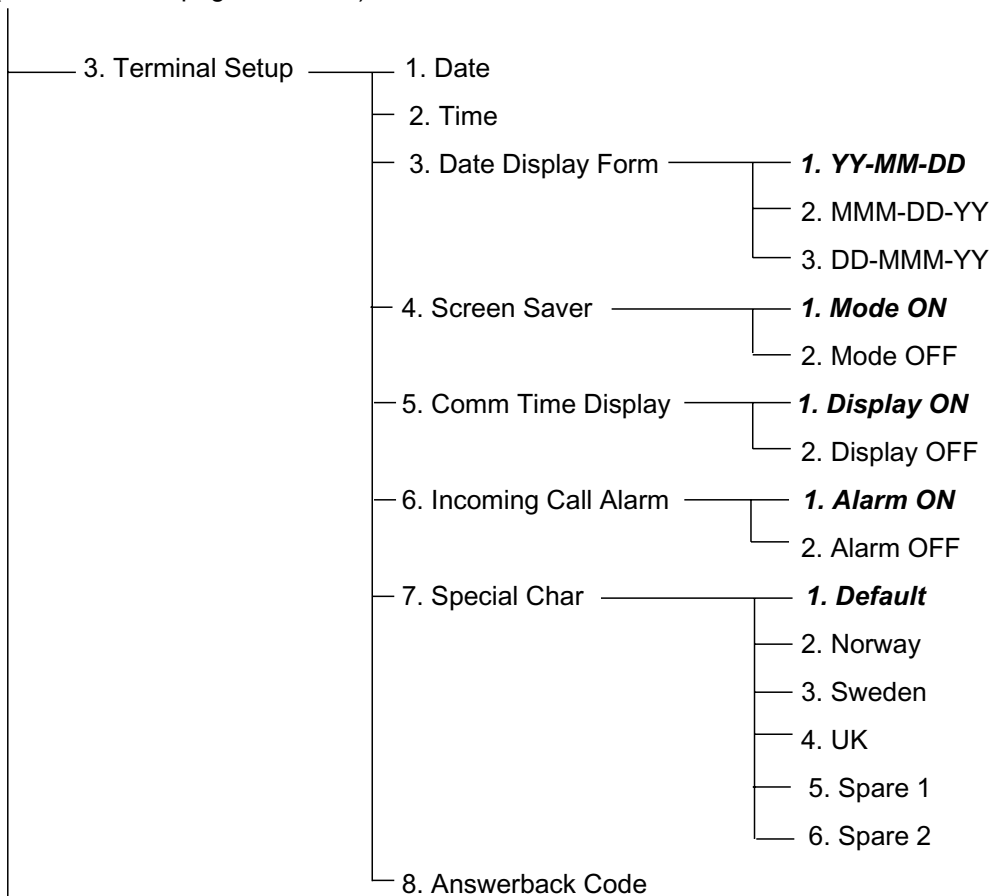 3. Terminal Setup
1. Date
2. Time
3. Date Display Form
1. YY-MM-DD
2. MMM-DD-YY
3. DD-MMM-YY
4. Screen Saver
1. Mode ON
2. Mode OFF
5. Comm Time Display
1. Display ON
2. Display OFF
6. Incoming Call Alarm
1. Alarm ON
2. Alarm OFF
7. Special Char
1. Default
2. Norway
3. Sweden
4. UK
5. Spare 1
6. Spare 2
8. Answerback Code